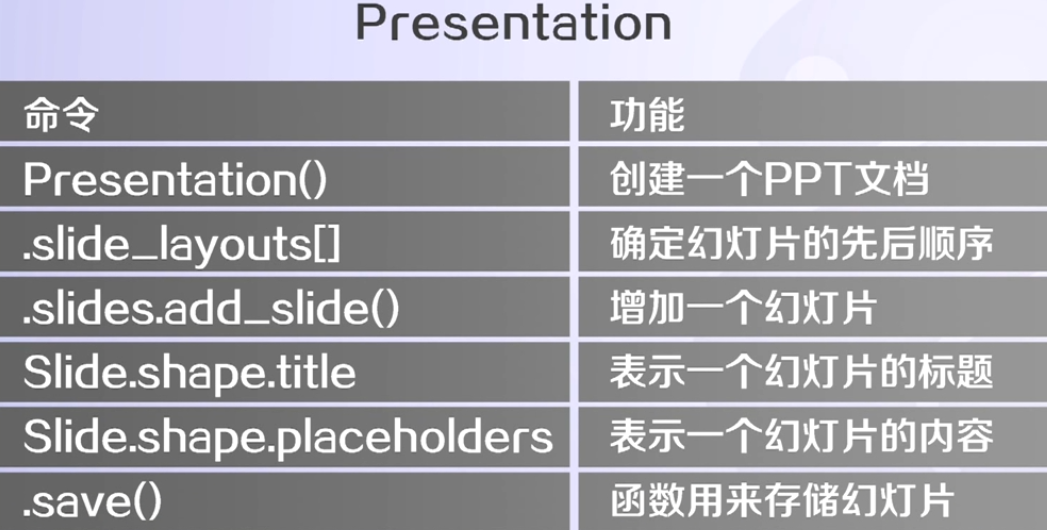 Presentation
命令 功能
Presentation() 创建一个PPT文档
.slide_layouts[] 确定幻灯片的先后顺序
.slides.add_slide() 增加一个幻灯片
Slide.shape.title 表示一个幻灯片的标题
Slide.shape.placeholders 表示一个幻灯片的内容
.save() 函数用来存储幻灯片